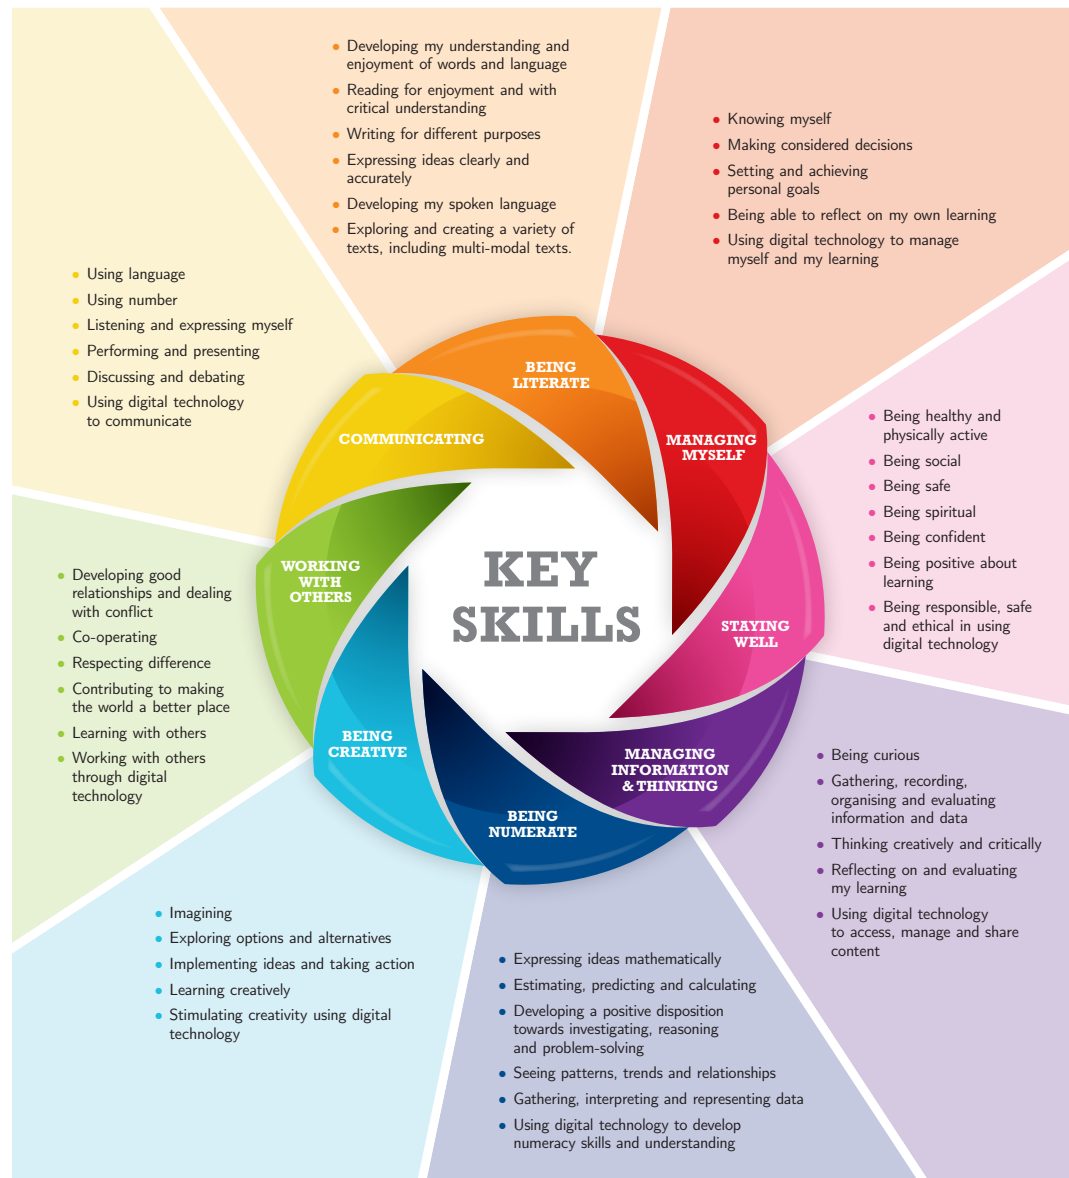 • Developing my understanding and
enjoyment of words and language
• Reading for enjoyment and with
critical understanding
• Writing for different purposes
• Expressing ideas clearly and
accurately
• Developing my spoken language
• Exploring and creating a variety of
texts, including multi-modal texts.
• Knowing myself
• Making considered decisions
• Setting and achieving
personal goals
• Being able to reflect on my own learning
• Using digital technology to manage
myself and my learning
• Using language
• Using number
• Listening and expressing myself
• Performing and presenting
• Discussing and debating
• Using digital technology
to communicate
BEING
LITERATE
MANAGING
MYSELF
COMMUNICATING
• Being healthy and
physically active
• Being social
• Being safe
• Being spiritual
• Being confident
• Being positive about
learning
• Being responsible, safe
and ethical in using
digital technology
KEY
SKILLS
WORKING
WITH
OTHERS
STAYING
WELL
• Developing good
relationships and dealing
with conflict
• Co-operating
• Respecting difference
• Contributing to making
the world a better place
• Learning with others
• Working with others
through digital
technology
BEING
CREATIVE
MANAGING
INFORMATION
& THINKING
BEING
NUMERATE
• Being curious
• Gathering, recording,
organising and evaluating
information and data
• Thinking creatively and critically
• Reflecting on and evaluating
my learning
• Using digital technology
to access, manage and share
content
• Imagining
• Exploring options and alternatives
• Implementing ideas and taking action
• Learning creatively
• Stimulating creativity using digital
technology
• Expressing ideas mathematically
• Estimating, predicting and calculating
• Developing a positive disposition
towards investigating, reasoning
and problem-solving
• Seeing patterns, trends and relationships
• Gathering, interpreting and representing data
• Using digital technology to develop
numeracy skills and understanding